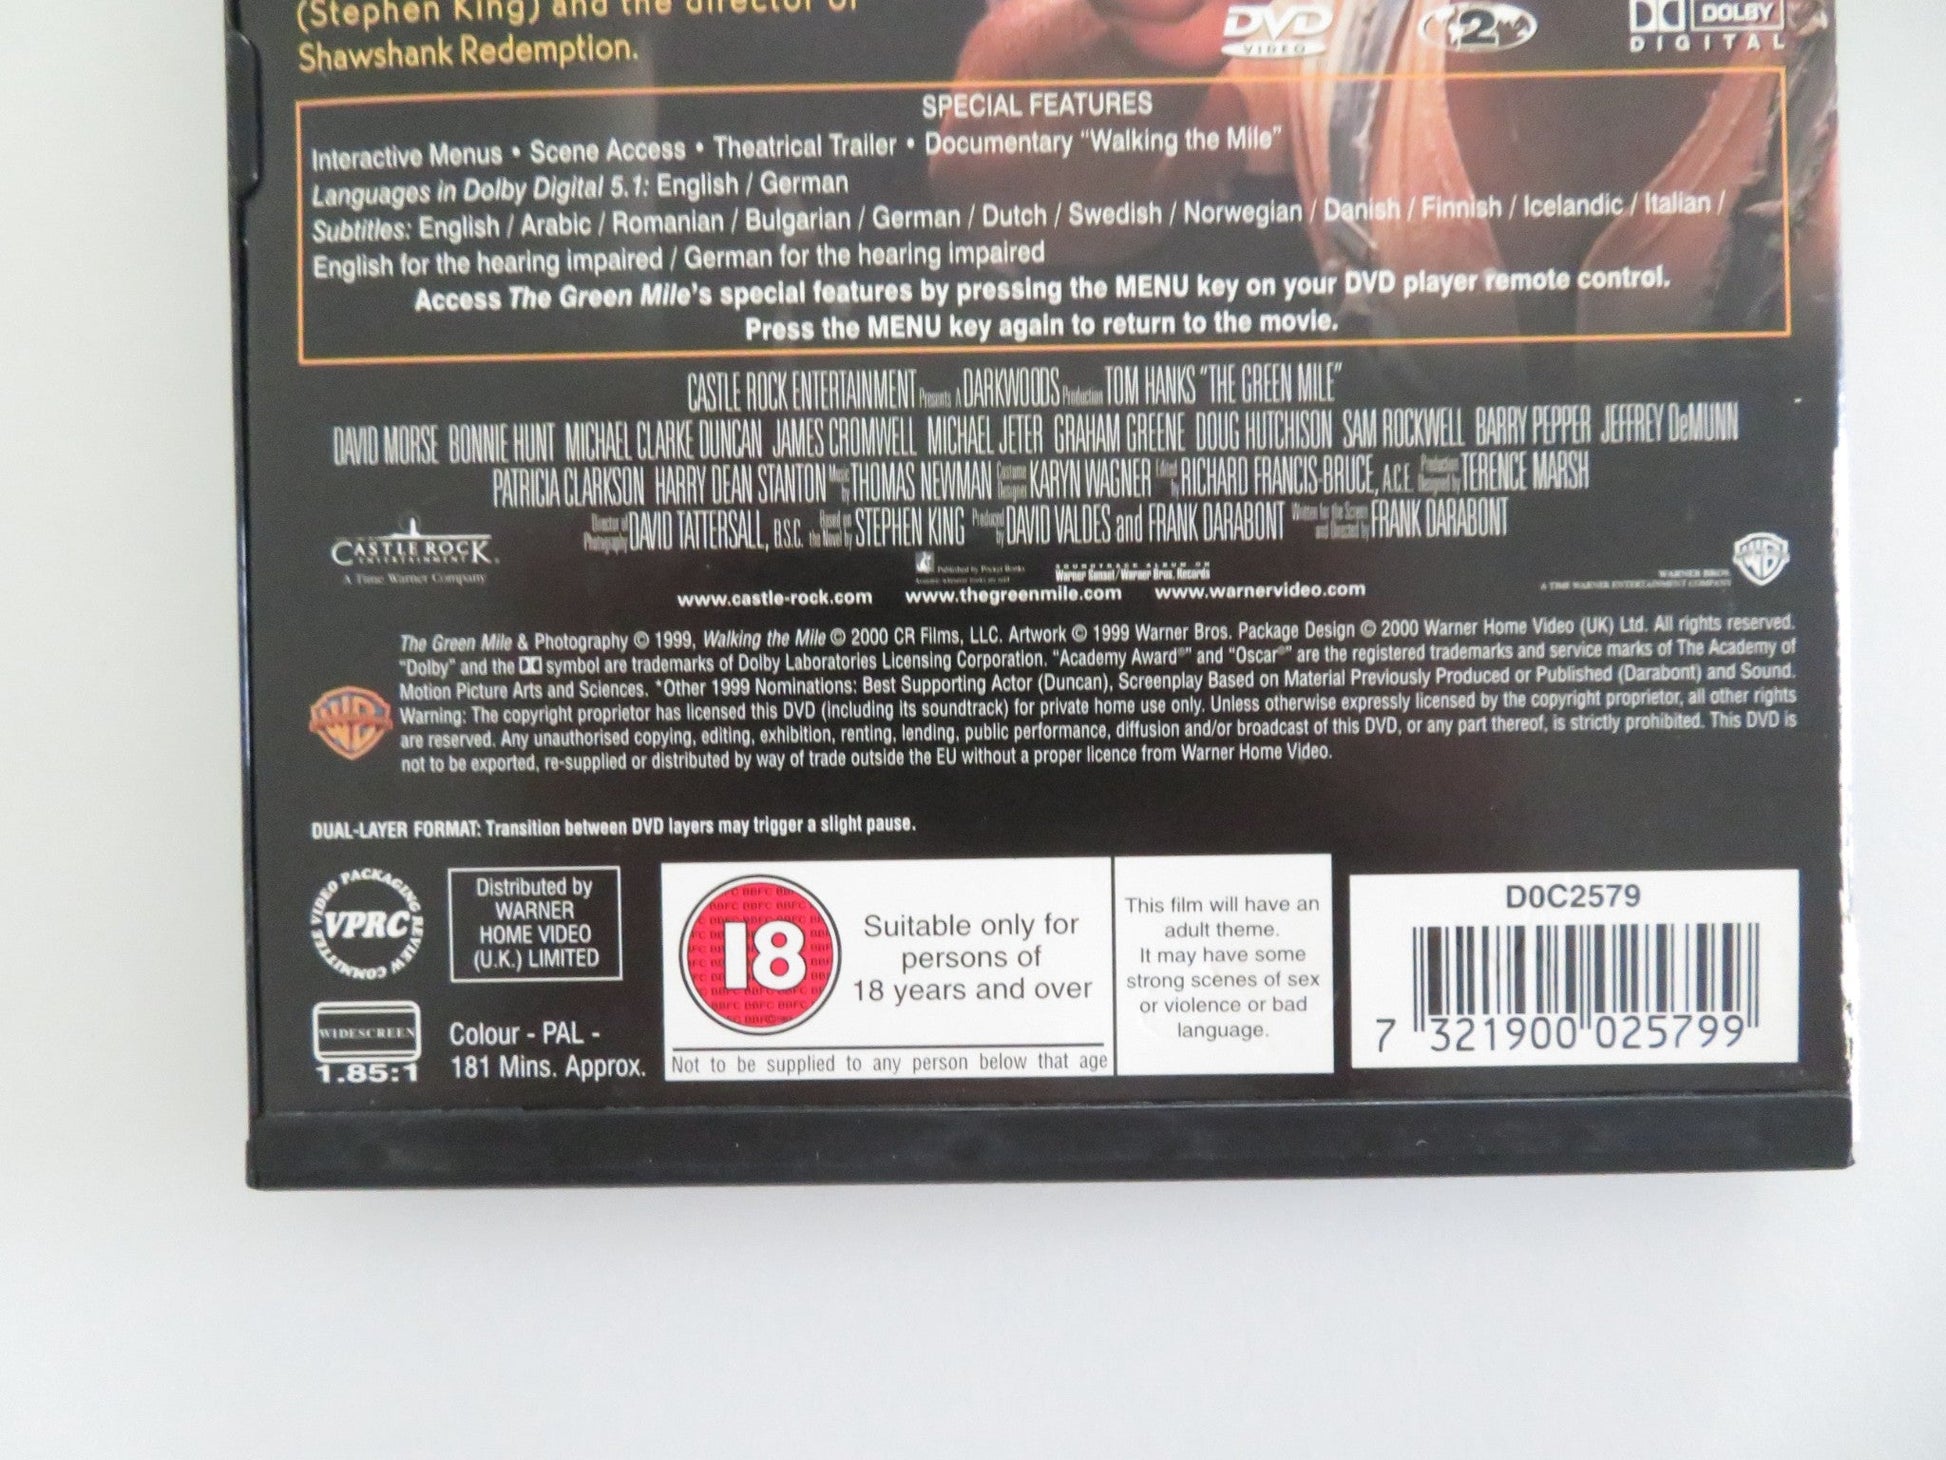 (Stephen King) and the director of
Shawshank Redemption.
DVD
VIDEO
2
DOLBY
DIGITAL
SPECIAL FEATURES
Interactive Menus • Scene Access • Theatrical Trailer • Documentary “Walking the Mile”
Languages in Dolby Digital 5.1: English / German
Subtitles: English / Arabic / Romanian / Bulgarian / German / Dutch / Swedish / Norwegian / Danish / Finnish / Icelandic / Italian /
English for the hearing impaired / German for the hearing impaired
Access The Green Mile's special features by pressing the MENU key on your DVD player remote control.
Press the MENU key again to return to the movie.
CASTLE ROCK ENTERTAINMENT Presents A DARKWOODS Production TOM HANKS “THE GREEN MILE”
DAVID MORSE BONNIE HUNT MICHAEL CLARKE DUNCAN JAMES CROMWELL MICHAEL JETER GRAHAM GREENE DOUG HUTCHISON SAM ROCKWELL BARRY PEPPER JEFFREY DeMUNN
PATRICIA CLARKSON HARRY DEAN STANTON Music by THOMAS NEWMAN Costume Designer KARYN WAGNER Edited by RICHARD FRANCIS-BRUCE, A.C.E. Production Designed by TERENCE MARSH
Director of Photography DAVID TATTERSALL, B.S.C. Based on the Novel by STEPHEN KING Produced by DAVID VALDES and FRANK DARABONT Written for the Screen and Directed by FRANK DARABONT
CASTLE ROCK
ENTERTAINMENT
A Time Warner Company
Published by Pocket Books
SOUNDTRACK ALBUM ON
Warner Sunset/Warner Bros. Records
WARNER BROS.
A TIME WARNER ENTERTAINMENT COMPANY
www.castle-rock.com www.thegreenmile.com www.warnervideo.com
The Green Mile & Photography © 1999, Walking the Mile © 2000 CR Films, LLC. Artwork © 1999 Warner Bros. Package Design © 2000 Warner Home Video (UK) Ltd. All rights reserved.
“Dolby” and the DD symbol are trademarks of Dolby Laboratories Licensing Corporation. “Academy Award®” and “Oscar®” are the registered trademarks and service marks of The Academy of
Motion Picture Arts and Sciences. *Other 1999 Nominations: Best Supporting Actor (Duncan), Screenplay Based on Material Previously Produced or Published (Darabont) and Sound.
Warning: The copyright proprietor has licensed this DVD (including its soundtrack) for private home use only. Unless otherwise expressly licensed by the copyright proprietor, all other rights
are reserved. Any unauthorised copying, editing, exhibition, renting, lending, public performance, diffusion and/or broadcast of this DVD, or any part thereof, is strictly prohibited. This DVD is
not to be exported, re-supplied or distributed by way of trade outside the EU without a proper licence from Warner Home Video.
DUAL-LAYER FORMAT: Transition between DVD layers may trigger a slight pause.
VIDEO PACKAGING REVIEW COMMITTEE
VPRC
Distributed by
WARNER
HOME VIDEO
(U.K.) LIMITED
WIDESCREEN
1.85:1
Colour - PAL -
181 Mins. Approx.
18
Suitable only for
persons of
18 years and over
Not to be supplied to any person below that age
This film will have an
adult theme.
It may have some
strong scenes of sex
or violence or bad
language.
D0C2579
7 321900 025799